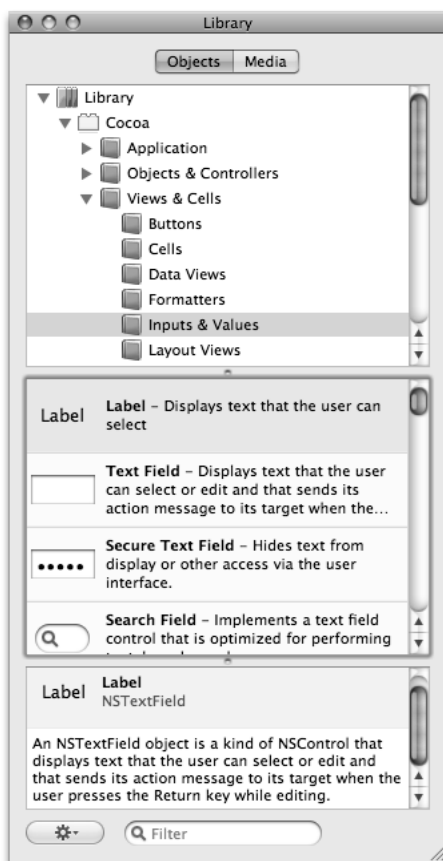 Library
Objects Media
Library
Cocoa
Application
Objects & Controllers
Views & Cells
Buttons
Cells
Data Views
Formatters
Inputs & Values
Layout Views
Label Label – Displays text that the user can
select
Text Field – Displays text that the user
can select or edit and that sends its
action message to its target when the...
Secure Text Field – Hides text from
display or other access via the user
interface.
Search Field – Implements a text field
control that is optimized for performing
Label Label
NSTextField
An NSTextField object is a kind of NSControl that
displays text that the user can select or edit and
that sends its action message to its target when the
user presses the Return key while editing.
Filter